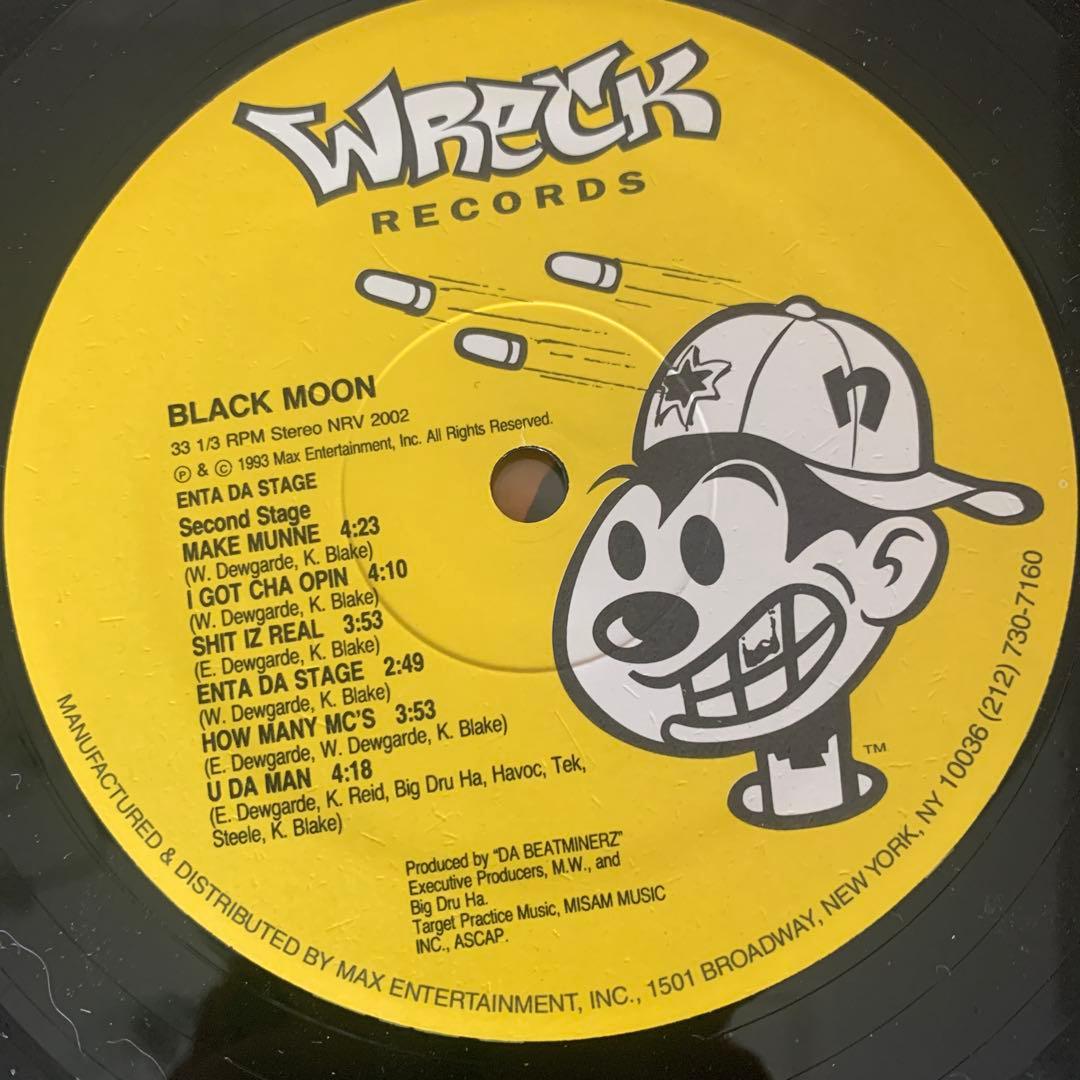 WRECK
RECORDS
n
BLACK MOON
33 1/3 RPM Stereo NRV 2002
Ⓟ & © 1993 Max Entertainment, Inc. All Rights Reserved.
ENTA DA STAGE
Second Stage
MAKE MUNNE 4:23
(W. Dewgarde, K. Blake)
I GOT CHA OPIN 4:10
(W. Dewgarde, K. Blake)
SHIT IZ REAL 3:53
(E. Dewgarde, K. Blake)
ENTA DA STAGE 2:49
(W. Dewgarde, K. Blake)
HOW MANY MC'S 3:53
(E. Dewgarde, W. Dewgarde, K. Blake)
U DA MAN 4:18
(E. Dewgarde, K. Reid, Big Dru Ha, Havoc, Tek,
Steele, K. Blake)
TM
Produced by "DA BEATMINERZ"
Executive Producers, M.W., and
Big Dru Ha.
Target Practice Music, MISAM MUSIC
INC., ASCAP.
MANUFACTURED & DISTRIBUTED BY MAX ENTERTAINMENT, INC., 1501 BROADWAY, NEW YORK, NY 10036 (212) 730-7160